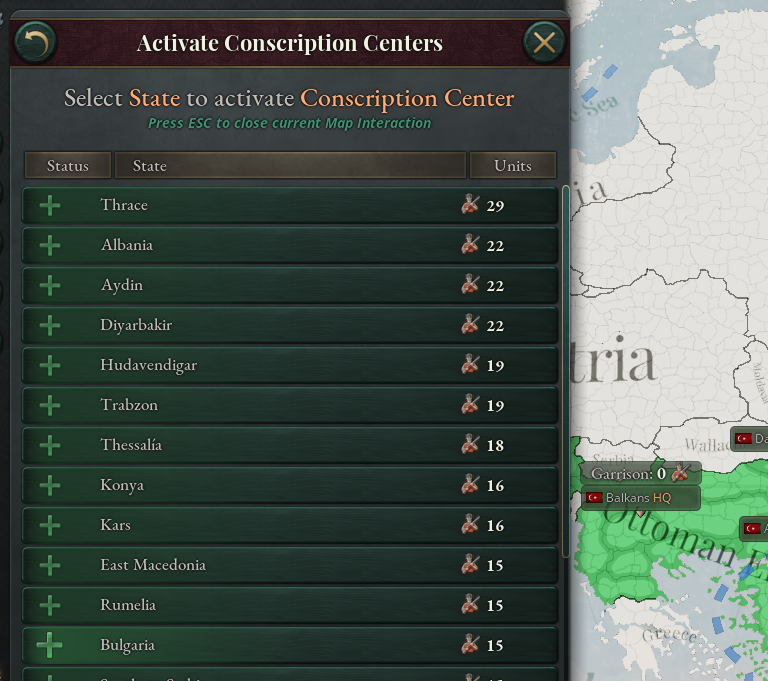 Activate Conscription Centers
Select State to activate Conscription Center
Press ESC to close current Map Interaction
Status State Units
Thrace 29
Albania 22
Aydin 22
Diyarbakir 22
Hudavendigar 19
Trabzon 19
Thessalía 18
Konya 16
Kars 16
East Macedonia 15
Rumelia 15
Bulgaria 15
Sea
ia
tria
Walla
Da
Serbia
Garrison: 0
Balkans HQ
Ottoman E
A
Greece